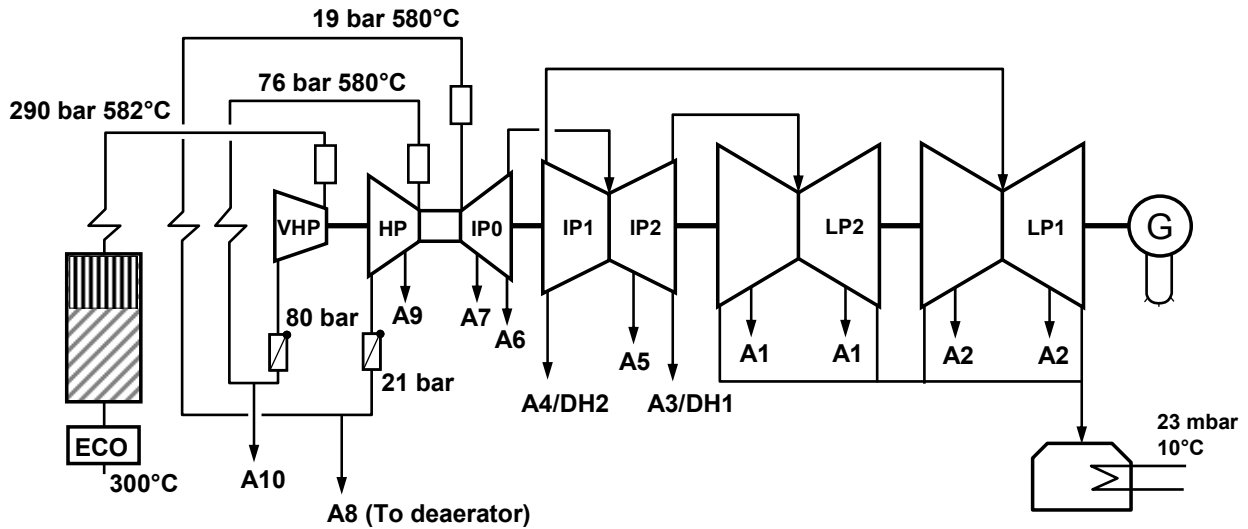 19 bar 580°C
76 bar 580°C
290 bar 582°C
VHP
HP
IP0
IP1
IP2
LP2
LP1
G
80 bar
A9
A7
A6
A5
A1
A1
A2
A2
21 bar
A4/DH2
A3/DH1
ECO
300°C
A10
A8 (To deaerator)
23 mbar
10°C